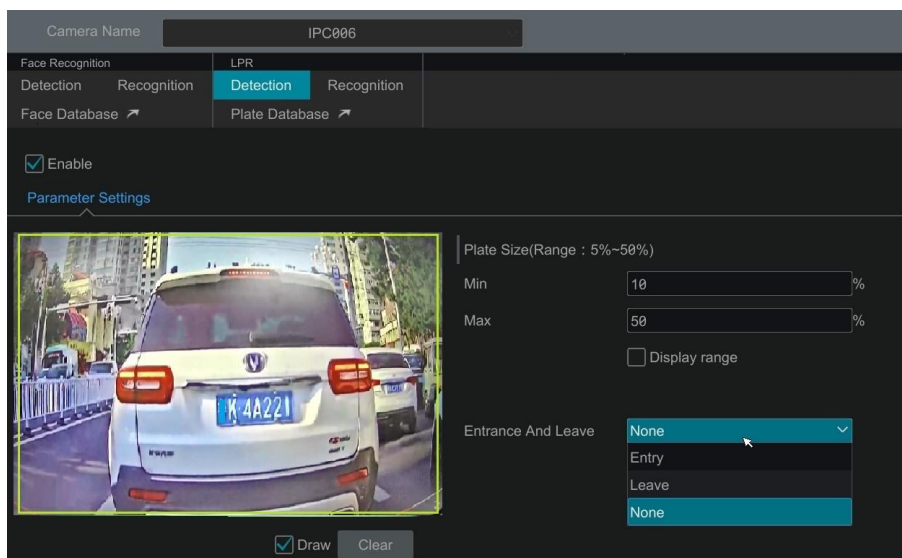 Camera Name IPC006
Face Recognition LPR
Detection Recognition Detection Recognition
Face Database Plate Database
Enable
Parameter Settings
Plate Size(Range : 5%~50%)
Min 10 %
Max 50 %
Display range
K·4A221
Entrance And Leave None
Entry
Leave
None
Draw Clear